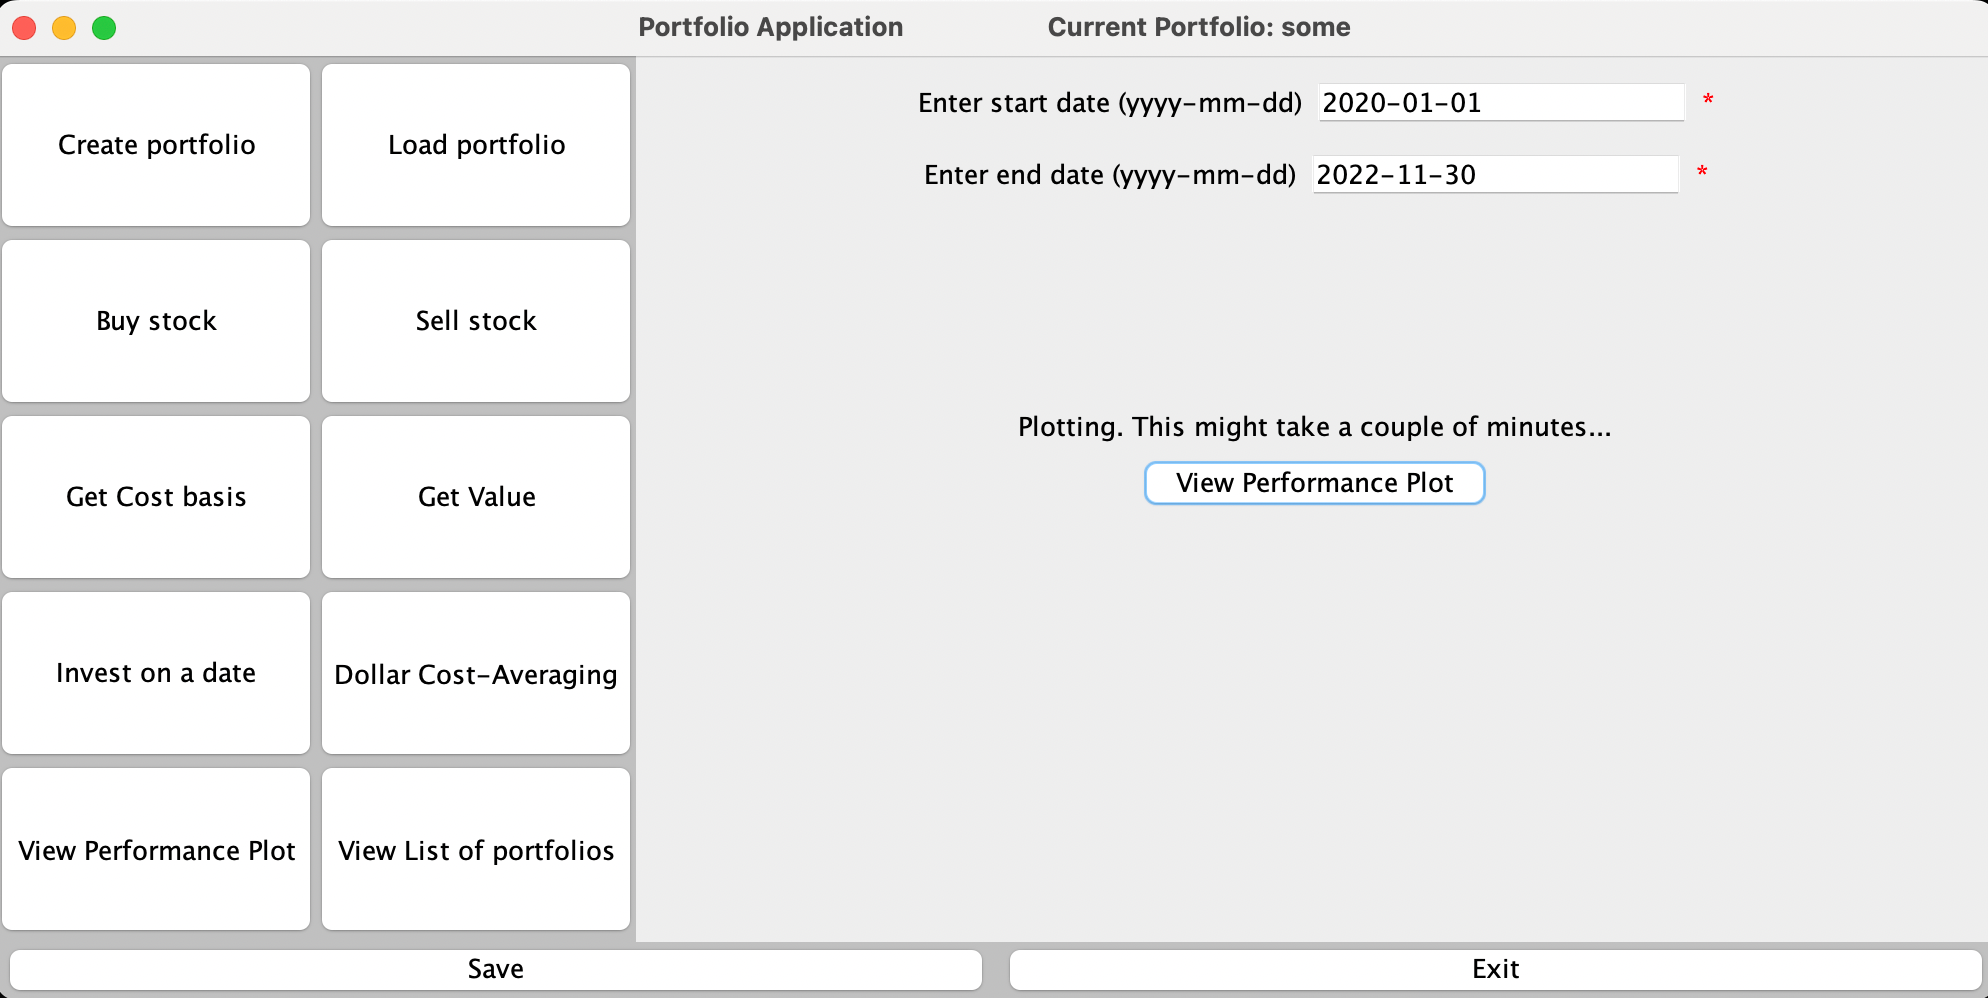 Portfolio Application Current Portfolio: some
Create portfolio
Load portfolio
Buy stock
Sell stock
Get Cost basis
Get Value
Invest on a date
Dollar Cost-Averaging
View Performance Plot
View List of portfolios
Enter start date (yyyy-mm-dd) 2020-01-01 *
Enter end date (yyyy-mm-dd) 2022-11-30 *
Plotting. This might take a couple of minutes...
View Performance Plot
Save
Exit